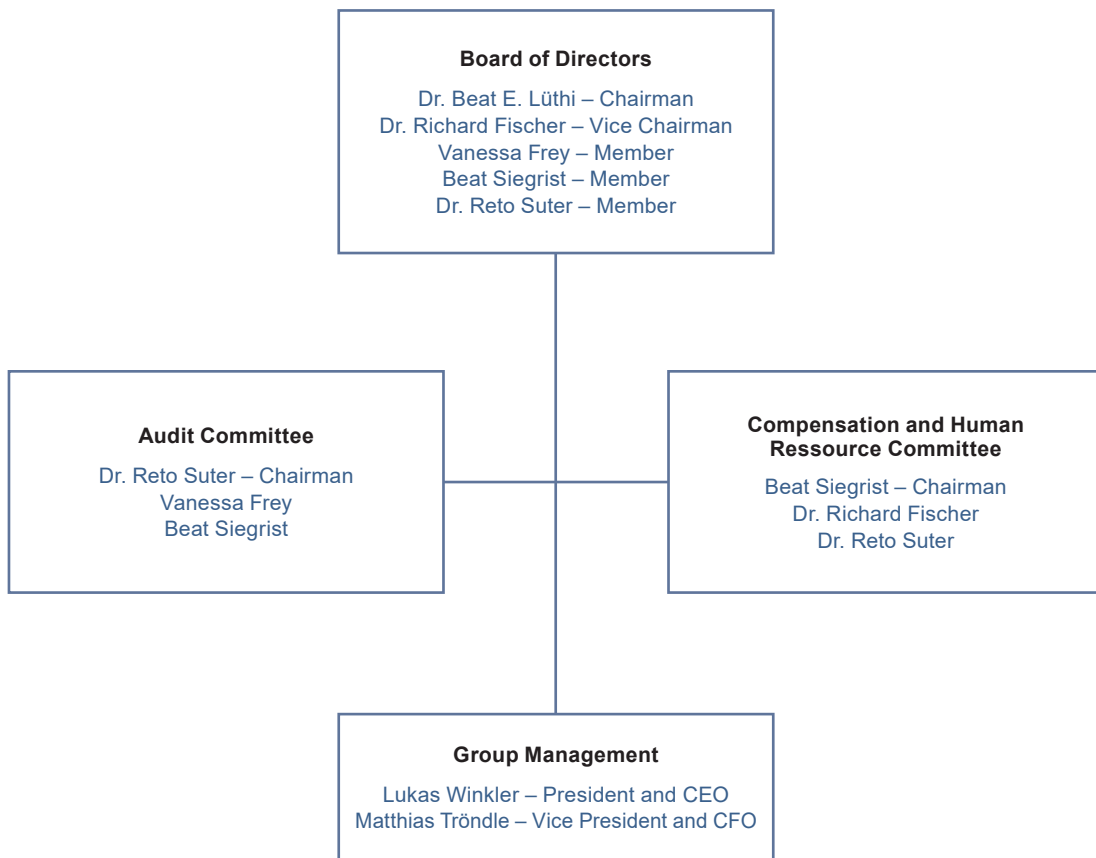 Board of Directors
Dr. Beat E. Lüthi – Chairman
Dr. Richard Fischer – Vice Chairman
Vanessa Frey – Member
Beat Siegrist – Member
Dr. Reto Suter – Member
Audit Committee
Dr. Reto Suter – Chairman
Vanessa Frey
Beat Siegrist
Compensation and Human
Ressource Committee
Beat Siegrist – Chairman
Dr. Richard Fischer
Dr. Reto Suter
Group Management
Lukas Winkler – President and CEO
Matthias Tröndle – Vice President and CFO